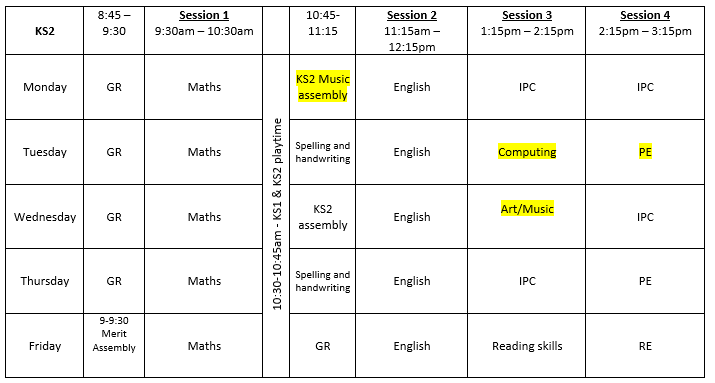 KS2
8:45 –
9:30
Session 1
9:30am – 10:30am
10:45-
11:15
Session 2
11:15am –
12:15pm
Session 3
1:15pm – 2:15pm
Session 4
2:15pm – 3:15pm
10:30-10:45am - KS1 & KS2 playtime
Monday
GR
Maths
KS2 Music
assembly
English
IPC
IPC
Tuesday
GR
Maths
Spelling and
handwriting
English
Computing
PE
Wednesday
GR
Maths
KS2
assembly
English
Art/Music
IPC
Thursday
GR
Maths
Spelling and
handwriting
English
IPC
PE
Friday
9-9:30
Merit
Assembly
Maths
GR
English
Reading skills
RE